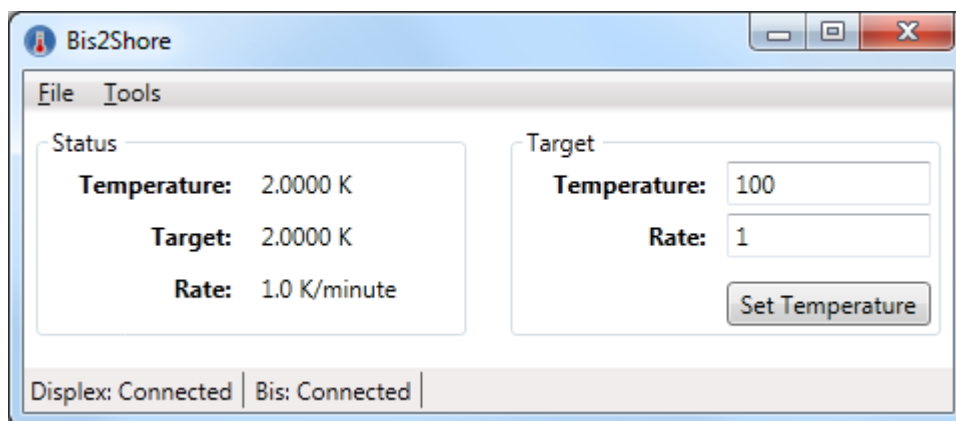 Bis2Shore
File Tools
Status
Temperature: 2.0000 K
Target: 2.0000 K
Rate: 1.0 K/minute
Target
Temperature: 100
Rate: 1
Set Temperature
Displex: Connected Bis: Connected